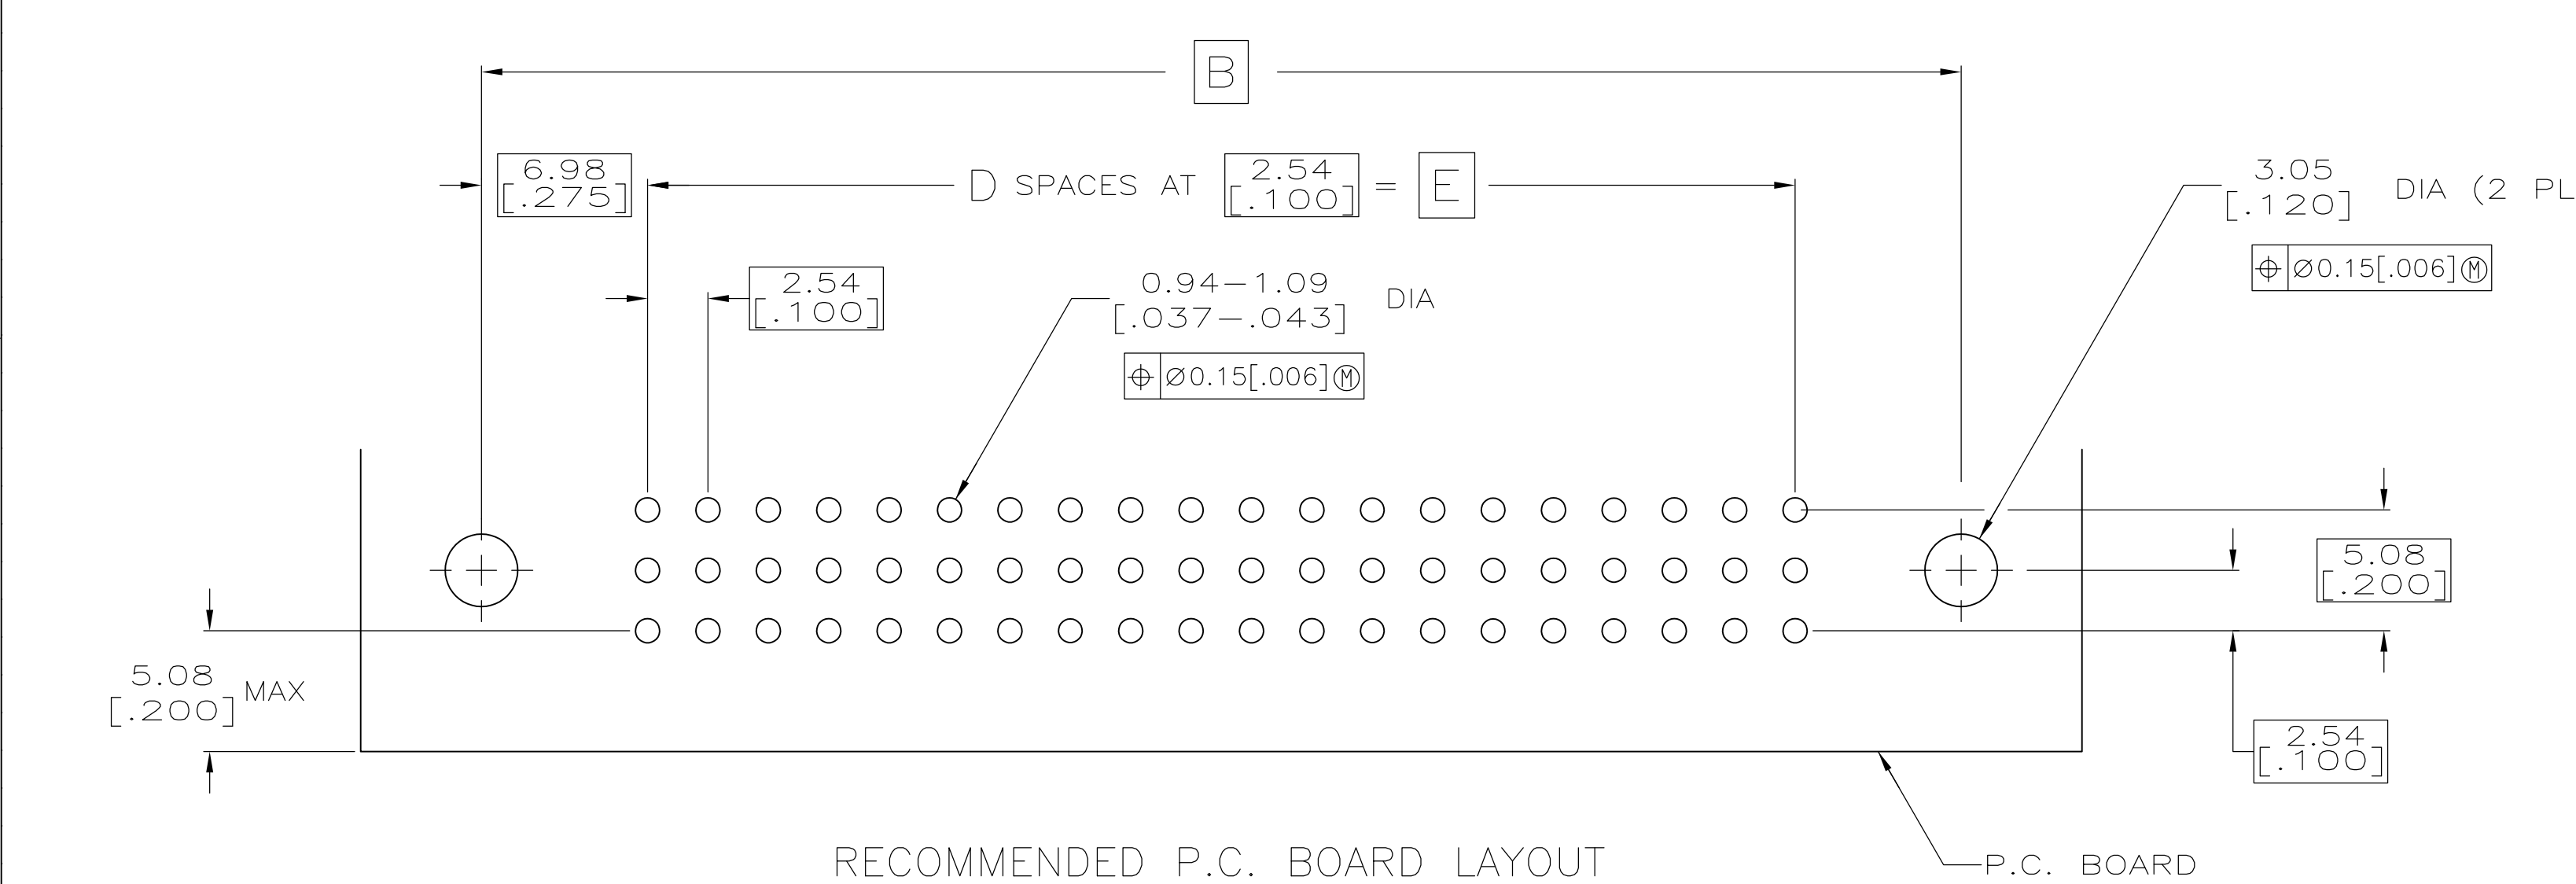 B
6.98
[.275]
D SPACES AT 2.54 = E
[.100]
3.05
[.120] DIA (2 PL
⌖ Ø0.15[.006]Ⓜ
2.54
[.100]
0.94-1.09
[.037-.043] DIA
⌖ Ø0.15[.006]Ⓜ
5.08
[.200]
5.08
[.200] MAX
2.54
[.100]
RECOMMENDED P.C. BOARD LAYOUT
P.C. BOARD